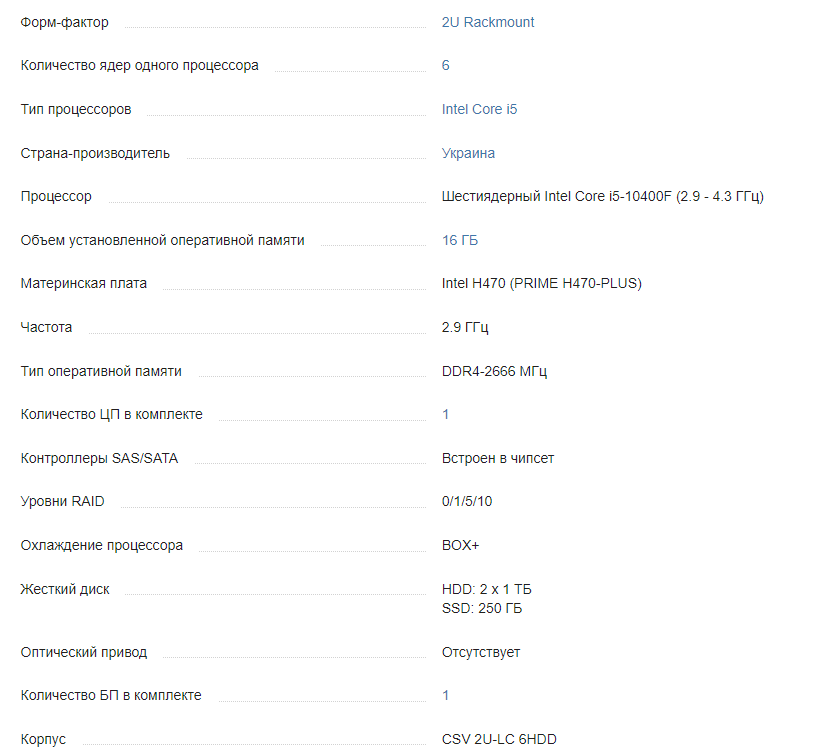 Форм-фактор 2U Rackmount
Количество ядер одного процессора 6
Тип процессоров Intel Core i5
Страна-производитель Украина
Процессор Шестиядерный Intel Core i5-10400F (2.9 - 4.3 ГГц)
Объем установленной оперативной памяти 16 ГБ
Материнская плата Intel H470 (PRIME H470-PLUS)
Частота 2.9 ГГц
Тип оперативной памяти DDR4-2666 МГц
Количество ЦП в комплекте 1
Контроллеры SAS/SATA Встроен в чипсет
Уровни RAID 0/1/5/10
Охлаждение процессора BOX+
Жесткий диск HDD: 2 x 1 ТБ
SSD: 250 ГБ
Оптический привод Отсутствует
Количество БП в комплекте 1
Корпус CSV 2U-LC 6HDD